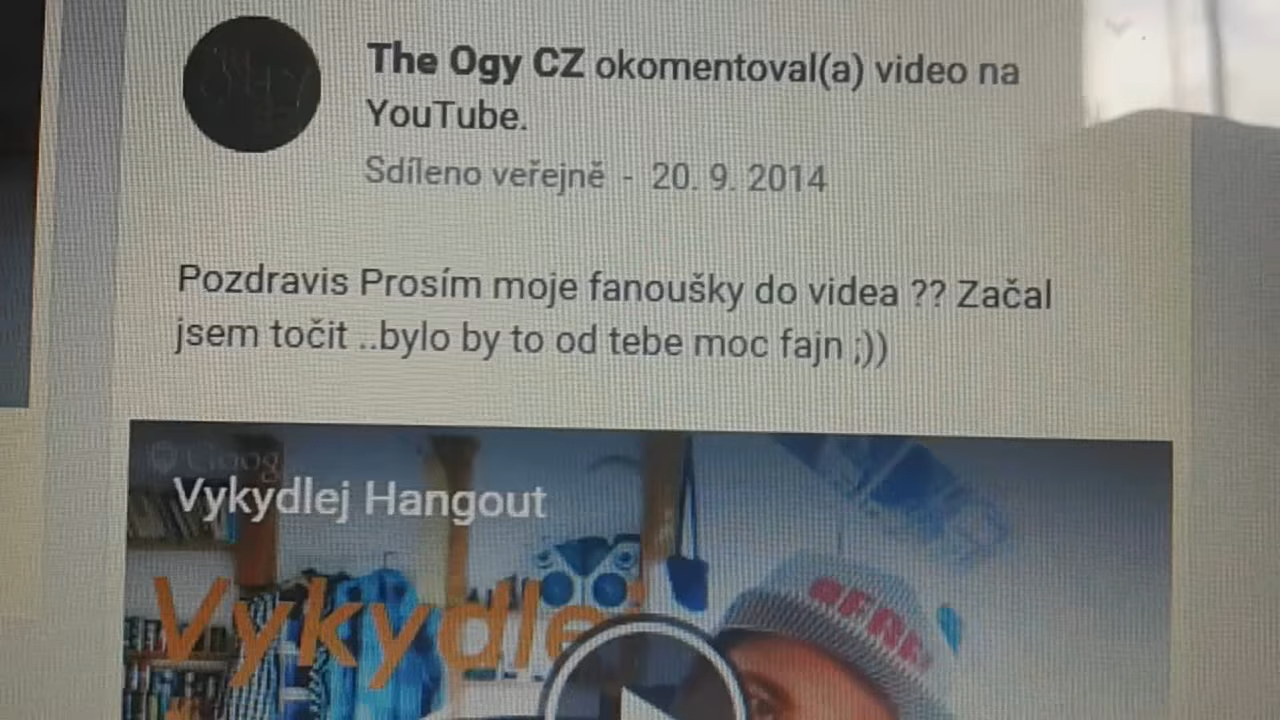 The Ogy CZ okomentoval(a) video na
YouTube.
Sdíleno veřejně - 20. 9. 2014
Pozdravis Prosím moje fanoušky do videa ?? Začal
jsem točit ..bylo by to od tebe moc fajn ;))
Vykydlej Hangout